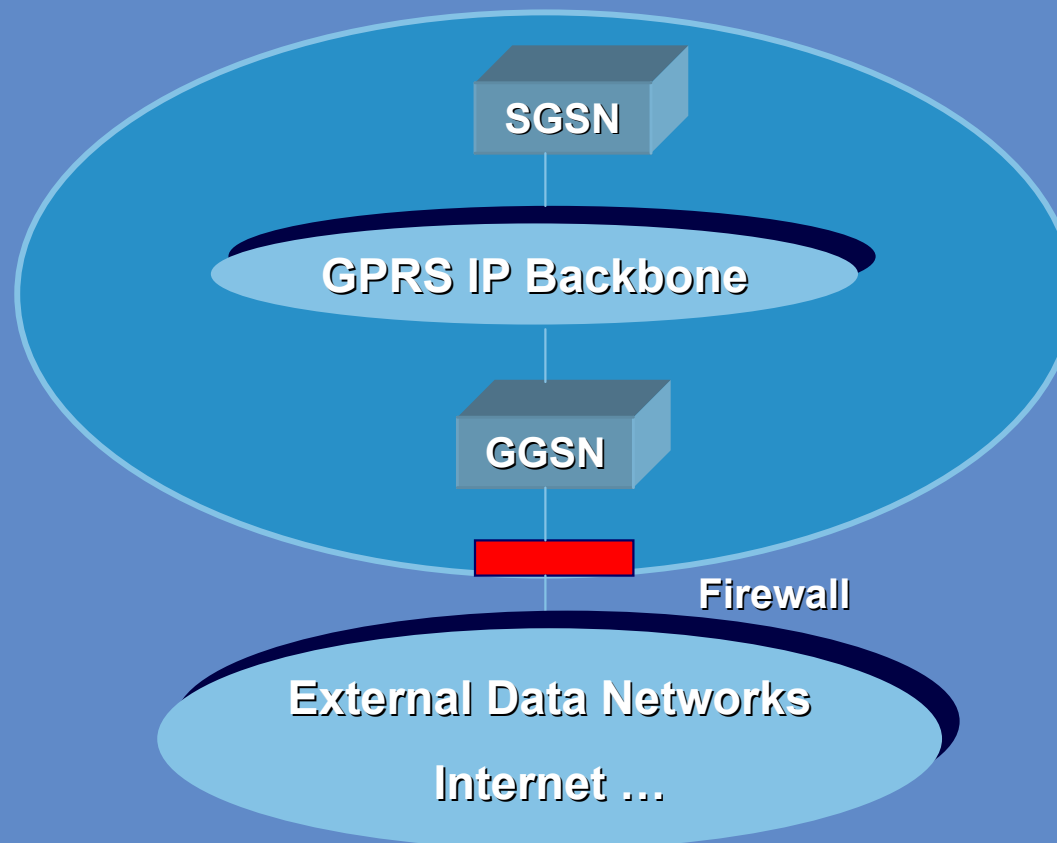 SGSN
GPRS IP Backbone
GGSN
Firewall
External Data Networks
Internet …